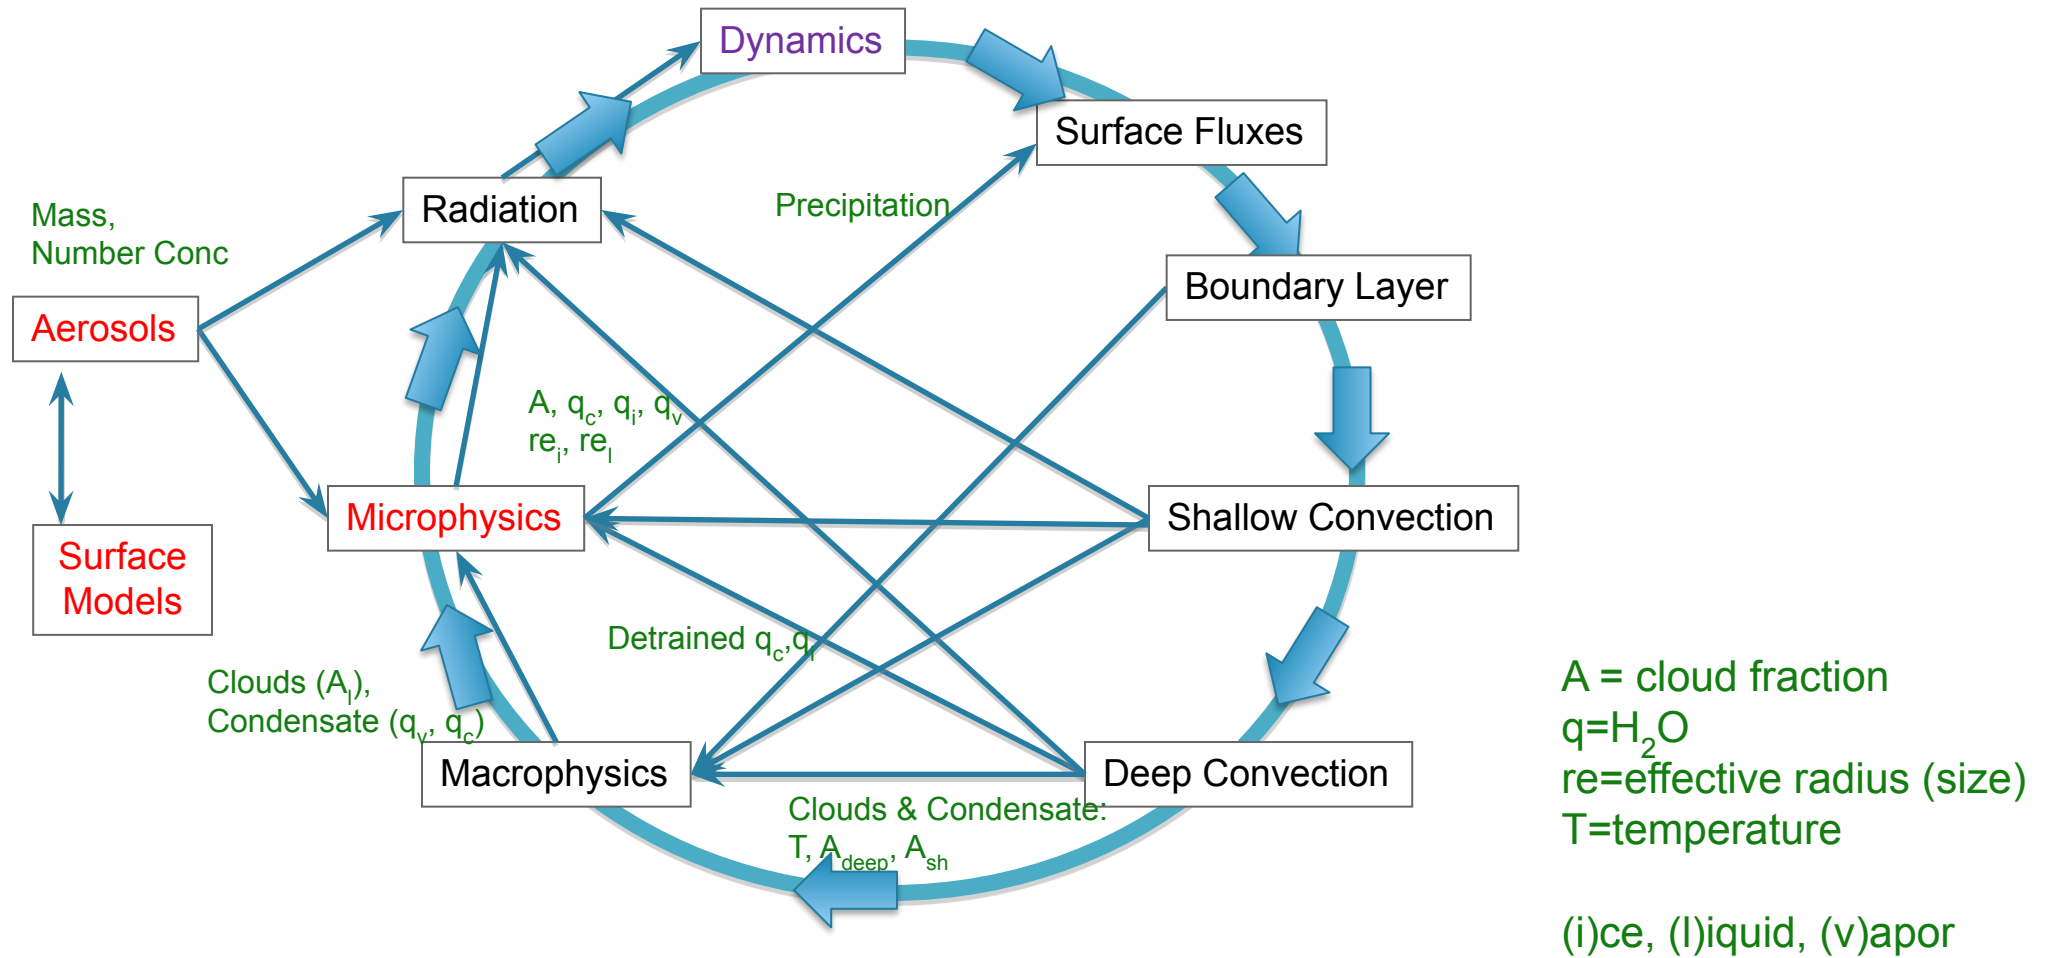 Dynamics
Surface Fluxes
Radiation
Precipitation
Mass,
Number Conc
Boundary Layer
Aerosols
A, q_c, q_i, q_v
re_i, re_l
Microphysics
Shallow Convection
Surface
Models
Detrained q_c,q_i
Clouds (A_l),
Condensate (q_v, q_c)
Macrophysics
Deep Convection
Clouds & Condensate:
T, A_deep, A_sh
A = cloud fraction
q=H_2O
re=effective radius (size)
T=temperature
(i)ce, (l)iquid, (v)apor